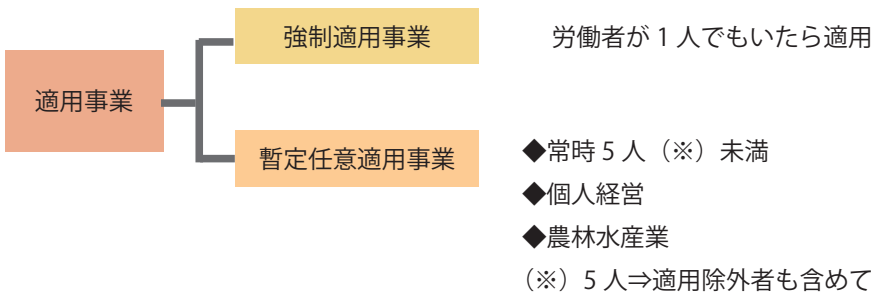 強制適用事業
労働者が 1 人でもいたら適用
適用事業
暫定任意適用事業
◆常時 5 人（※）未満
◆個人経営
◆農林水産業
（※）5 人⇒適用除外者も含めて